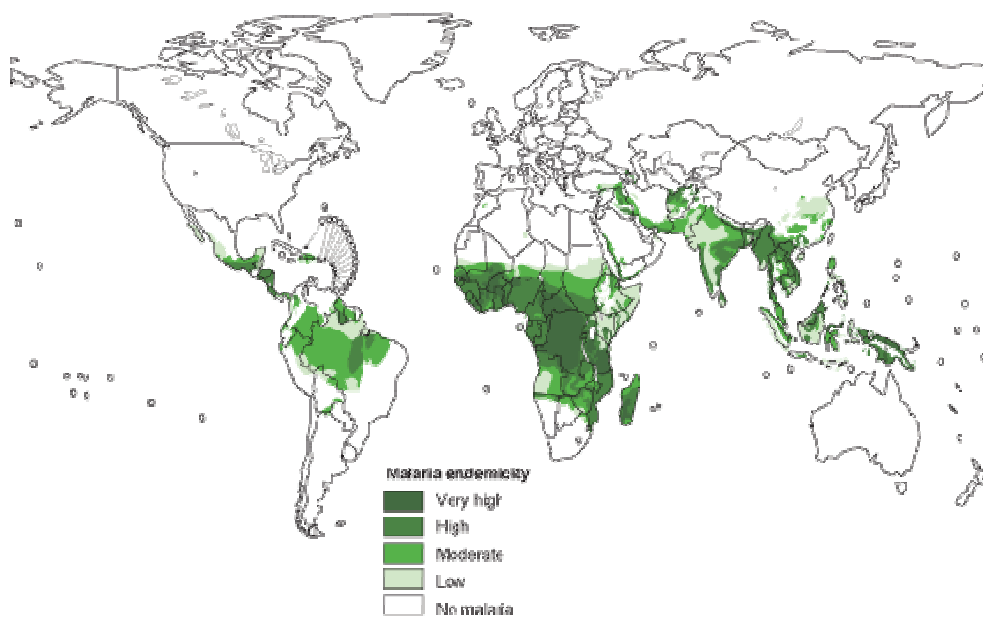 Malaria endemicity
Very high
High
Moderate
Low
No malaria